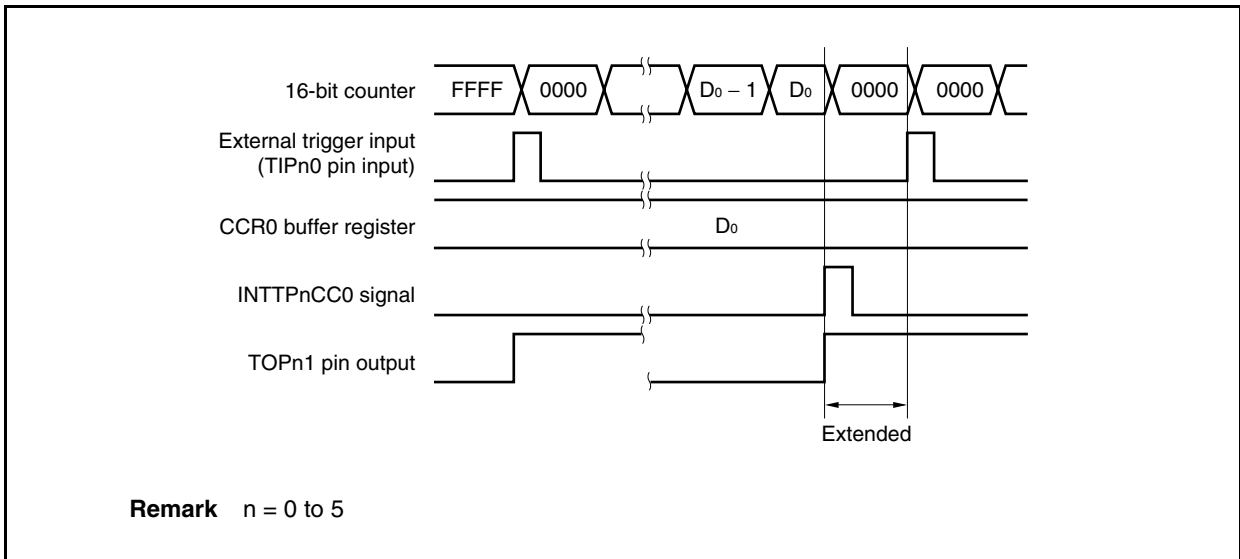 16-bit counter FFFF 0000 D0 − 1 D0 0000 0000
External trigger input
(TIPn0 pin input)
CCR0 buffer register D0
INTTPnCC0 signal
TOPn1 pin output
Extended
Remark n = 0 to 5